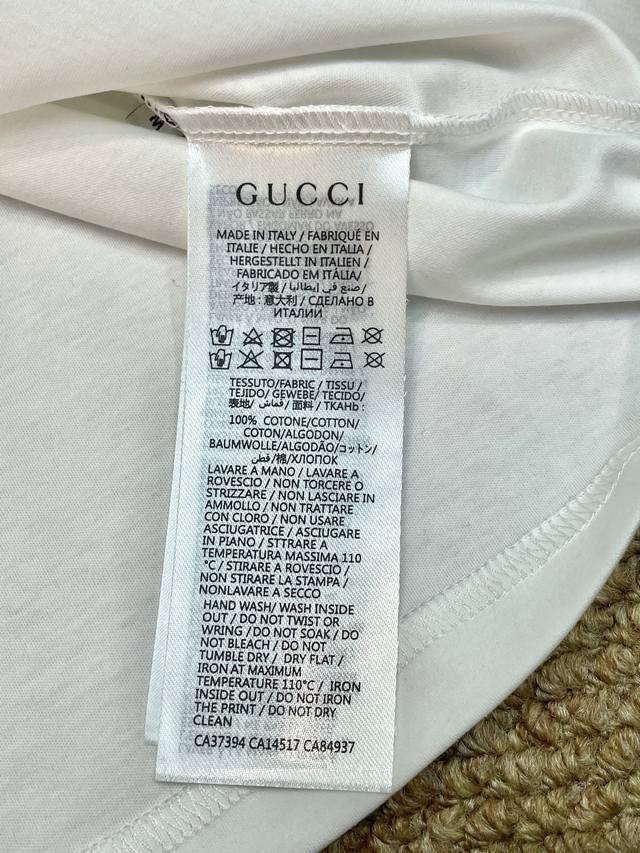 GUCCI
MADE IN ITALY / FABRIQUÉ EN
ITALIE / HECHO EN ITALIA /
HERGESTELLT IN ITALIEN /
FABRICADO EM ITÁLIA/
イタリア製 / صنع في إيطاليا /
产地: 意大利 / СДЕЛАНО В
ИТАЛИИ
TESSUTO/FABRIC / TISSU /
TEJIDO/ GEWEBE/ TECIDO/
表地/ قماش / 面料 / TKAHb :
100% COTONE/COTTON/
COTON/ALGODON/
BAUMWOLLE/ALGODÃO/コットン/
قطن/棉/ХЛОПОК
LAVARE A MANO / LAVARE A
ROVESCIO / NON TORCERE O
STRIZZARE / NON LASCIARE IN
AMMOLLO / NON TRATTARE
CON CLORO / NON USARE
ASCIUGATRICE / ASCIUGARE
IN PIANO / STTRARE A
TEMPERATURA MASSIMA 110
°C / STIRARE A ROVESCIO /
NON STIRARE LA STAMPA /
NONLAVARE A SECCO
HAND WASH/ WASH INSIDE
OUT / DO NOT TWIST OR
WRING / DO NOT SOAK / DO
NOT BLEACH / DO NOT
TUMBLE DRY / DRY FLAT /
IRON AT MAXIMUM
TEMPERATURE 110°C / IRON
INSIDE OUT / DO NOT IRON
THE PRINT / DO NOT DRY
CLEAN
CA37394 CA14517 CA84937